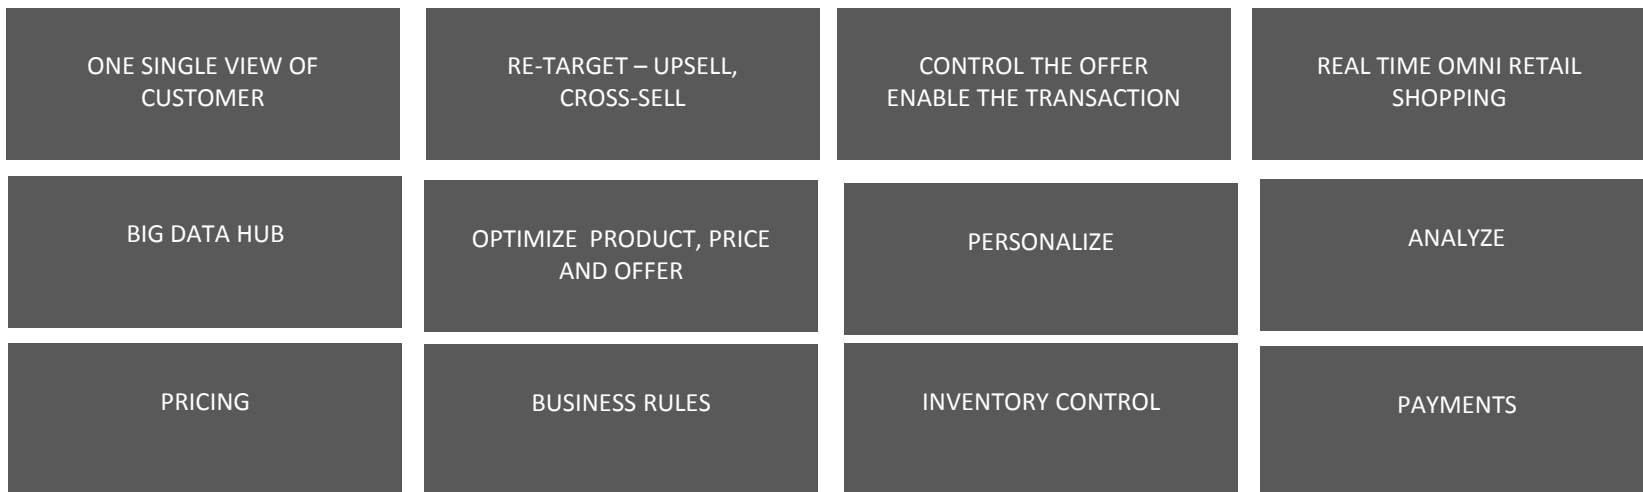 ONE SINGLE VIEW OF
CUSTOMER
RE-TARGET – UPSELL,
CROSS-SELL
CONTROL THE OFFER
ENABLE THE TRANSACTION
REAL TIME OMNI RETAIL
SHOPPING
BIG DATA HUB
OPTIMIZE  PRODUCT, PRICE
AND OFFER
PERSONALIZE
ANALYZE
PRICING
BUSINESS RULES
INVENTORY CONTROL
PAYMENTS